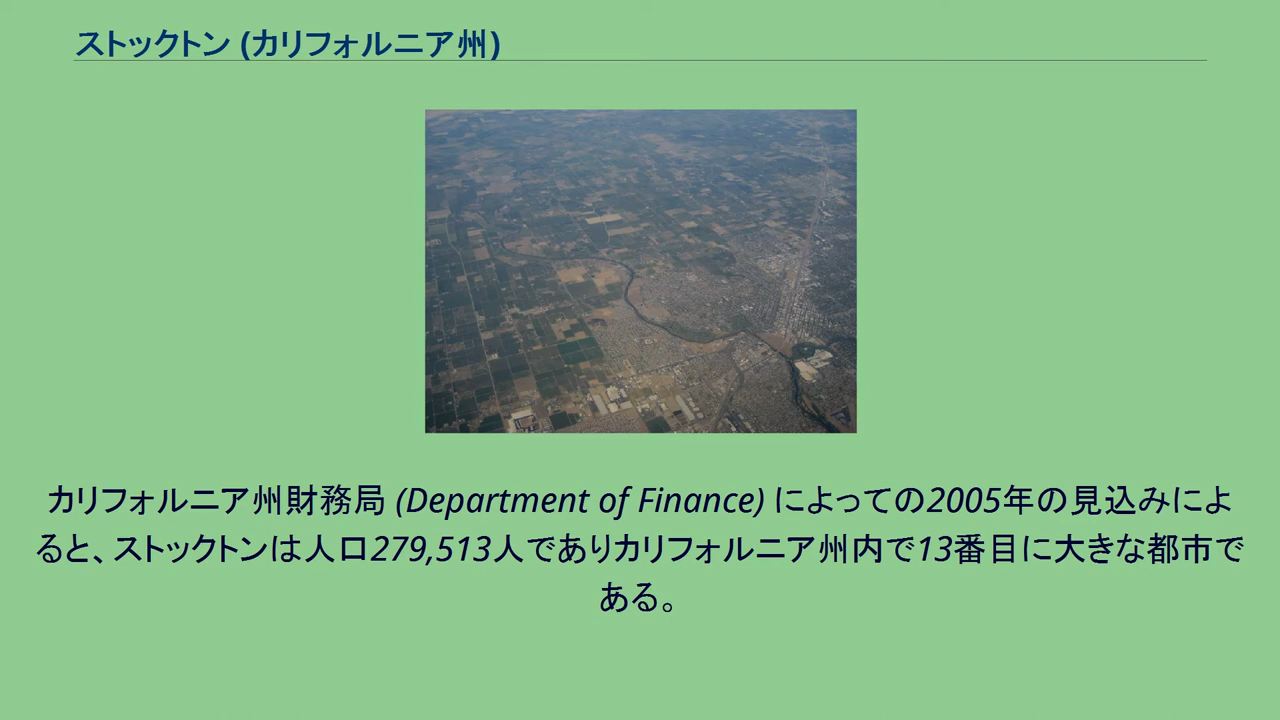 ストックトン (カリフォルニア州)
カリフォルニア州財務局 (Department of Finance) によっての2005年の見込みによ
ると、ストックトンは人口279,513人でありカリフォルニア州内で13番目に大きな都市で
ある。